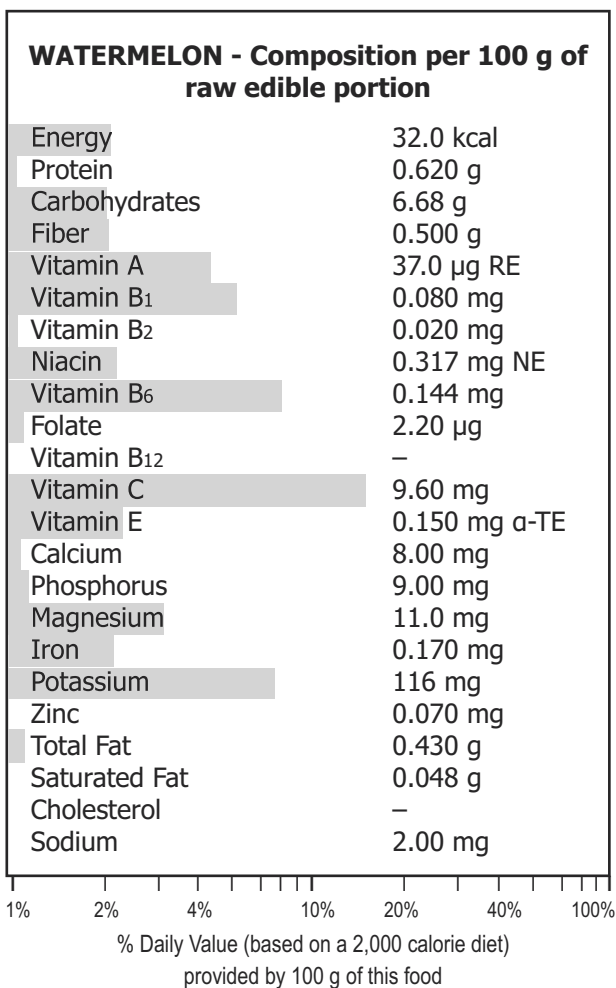 WATERMELON - Composition per 100 g of
raw edible portion
Energy 32.0 kcal
Protein 0.620 g
Carbohydrates 6.68 g
Fiber 0.500 g
Vitamin A 37.0 µg RE
Vitamin B1 0.080 mg
Vitamin B2 0.020 mg
Niacin 0.317 mg NE
Vitamin B6 0.144 mg
Folate 2.20 µg
Vitamin B12 –
Vitamin C 9.60 mg
Vitamin E 0.150 mg α-TE
Calcium 8.00 mg
Phosphorus 9.00 mg
Magnesium 11.0 mg
Iron 0.170 mg
Potassium 116 mg
Zinc 0.070 mg
Total Fat 0.430 g
Saturated Fat 0.048 g
Cholesterol –
Sodium 2.00 mg
1% 2% 4% 10% 20% 40% 100%
% Daily Value (based on a 2,000 calorie diet)
provided by 100 g of this food